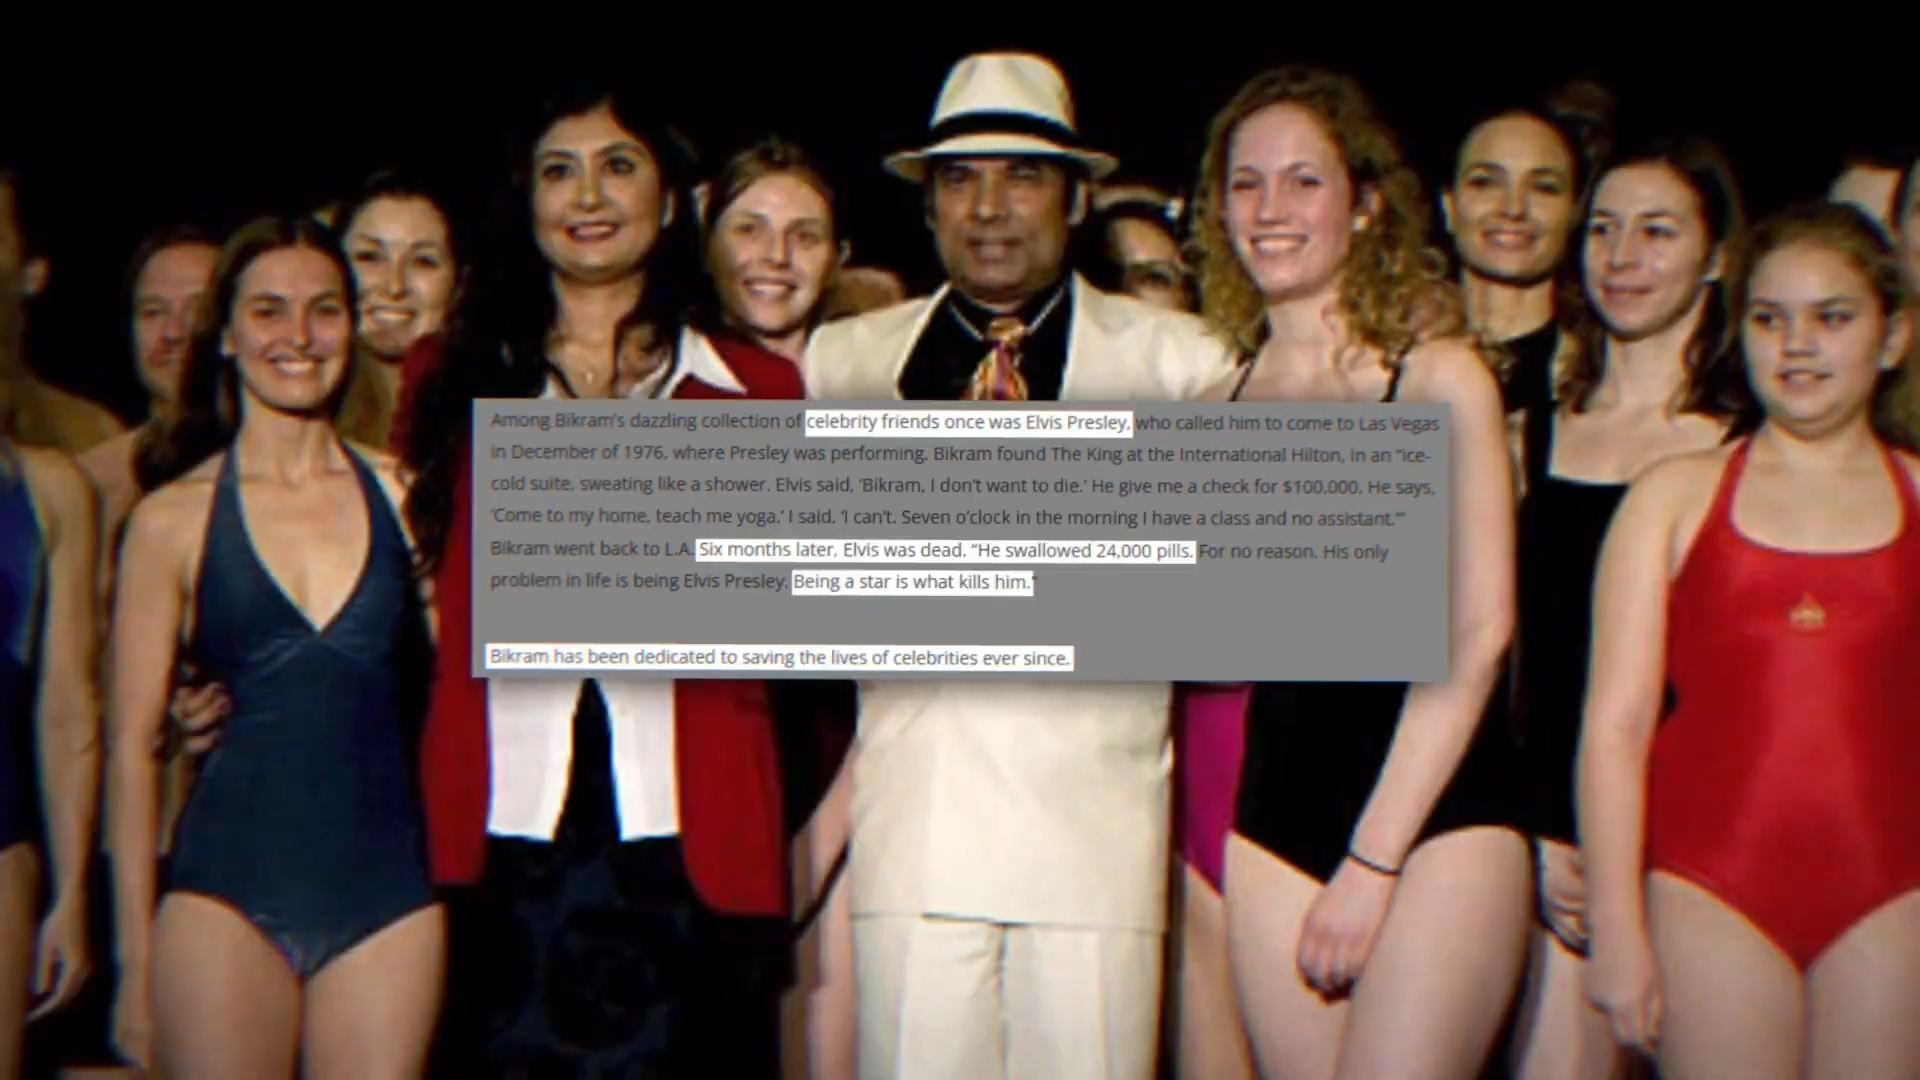 Among Bikram's dazzling collection of celebrity friends once was Elvis Presley, who called him to come to Las Vegas
in December of 1976, where Presley was performing. Bikram found The King at the International Hilton, in an "ice-
cold suite, sweating like a shower. Elvis said, 'Bikram, I don't want to die.' He give me a check for $100,000. He says,
'Come to my home, teach me yoga.' I said, 'I can't. Seven o'clock in the morning I have a class and no assistant.'"
Bikram went back to L.A. Six months later, Elvis was dead. "He swallowed 24,000 pills. For no reason. His only
problem in life is being Elvis Presley. Being a star is what kills him."
Bikram has been dedicated to saving the lives of celebrities ever since.